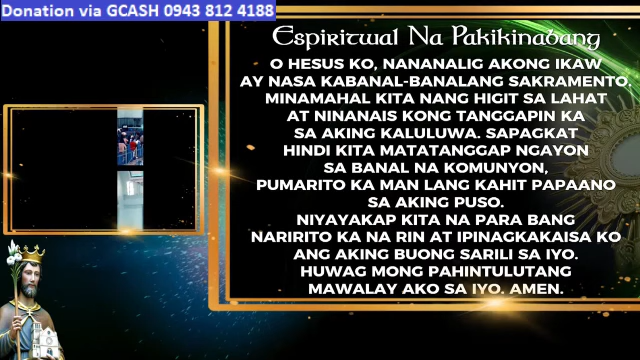 Donation via GCASH 0943 812 4188
Espiritwal Na Pakikinabang
O HESUS KO, NANANALIG AKONG IKAW
AY NASA KABANAL-BANALANG SAKRAMENTO.
MINAMAHAL KITA NANG HIGIT SA LAHAT
AT NINANAIS KONG TANGGAPIN KA
SA AKING KALULUWA. SAPAGKAT
HINDI KITA MATATANGGAP NGAYON
SA BANAL NA KOMUNYON,
PUMARITO KA MAN LANG KAHIT PAPAANO
SA AKING PUSO.
NIYAYAKAP KITA NA PARA BANG
NARIRITO KA NA RIN AT IPINAGKAKAISA KO
ANG AKING BUONG SARILI SA IYO.
HUWAG MONG PAHINTULUTANG
MAWALAY AKO SA IYO. AMEN.